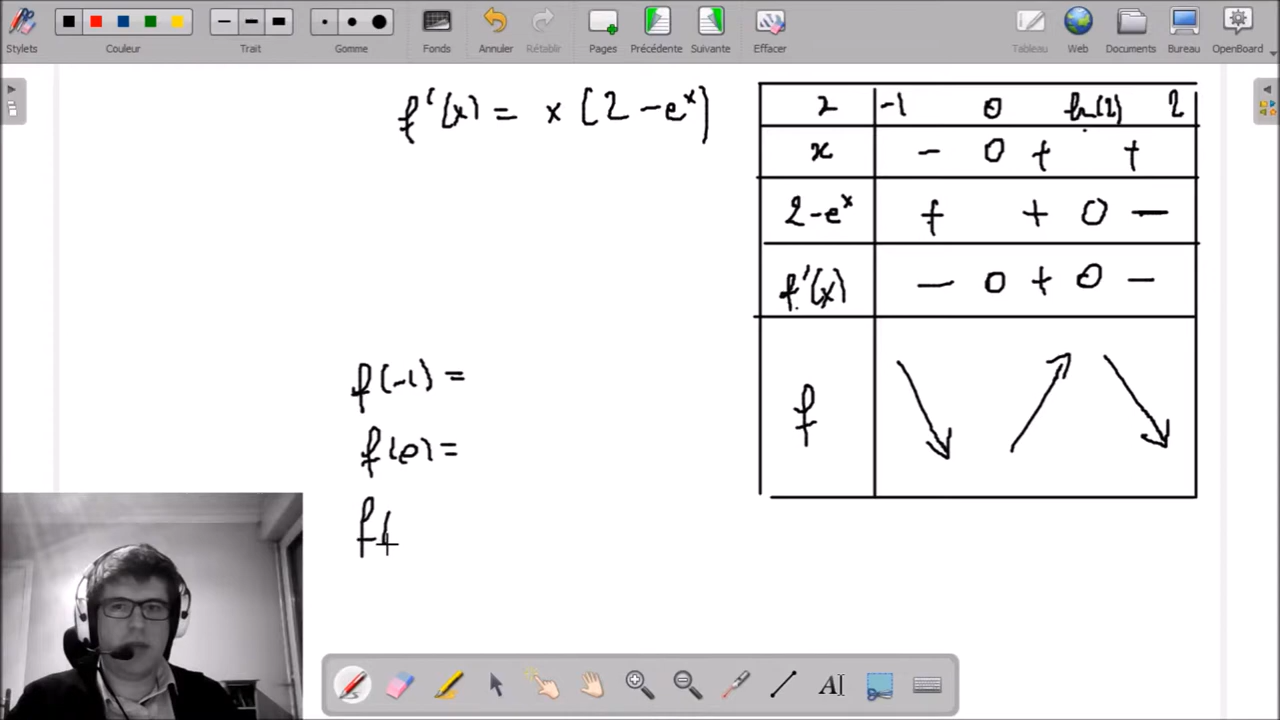 Stylets Couleur Trait Gomme Fonds Annuler Rétablir Pages Précédente Suivante Effacer Tableau Web Documents Bureau OpenBoard
f'(x) = x (2 - e^x)
2 -1 0 ln(2) 2
x - 0 + +
2-e^x + + 0 -
f'(x) - 0 + 0 -
f
f(-1) =
f(0) =
f(